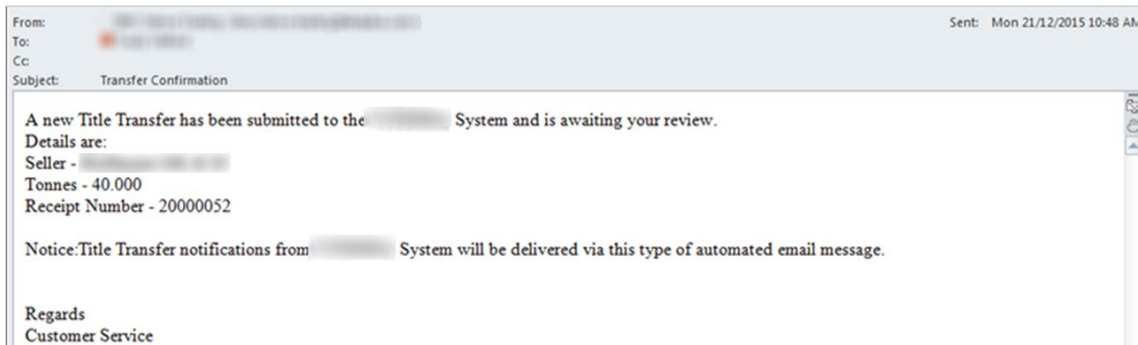 From:
Sent: Mon 21/12/2015 10:48 AM
To:
Cc
Subject: Transfer Confirmation
A new Title Transfer has been submitted to the System and is awaiting your review.
Details are:
Seller -
Tonnes - 40.000
Receipt Number - 20000052
Notice:Title Transfer notifications from System will be delivered via this type of automated email message.
Regards
Customer Service